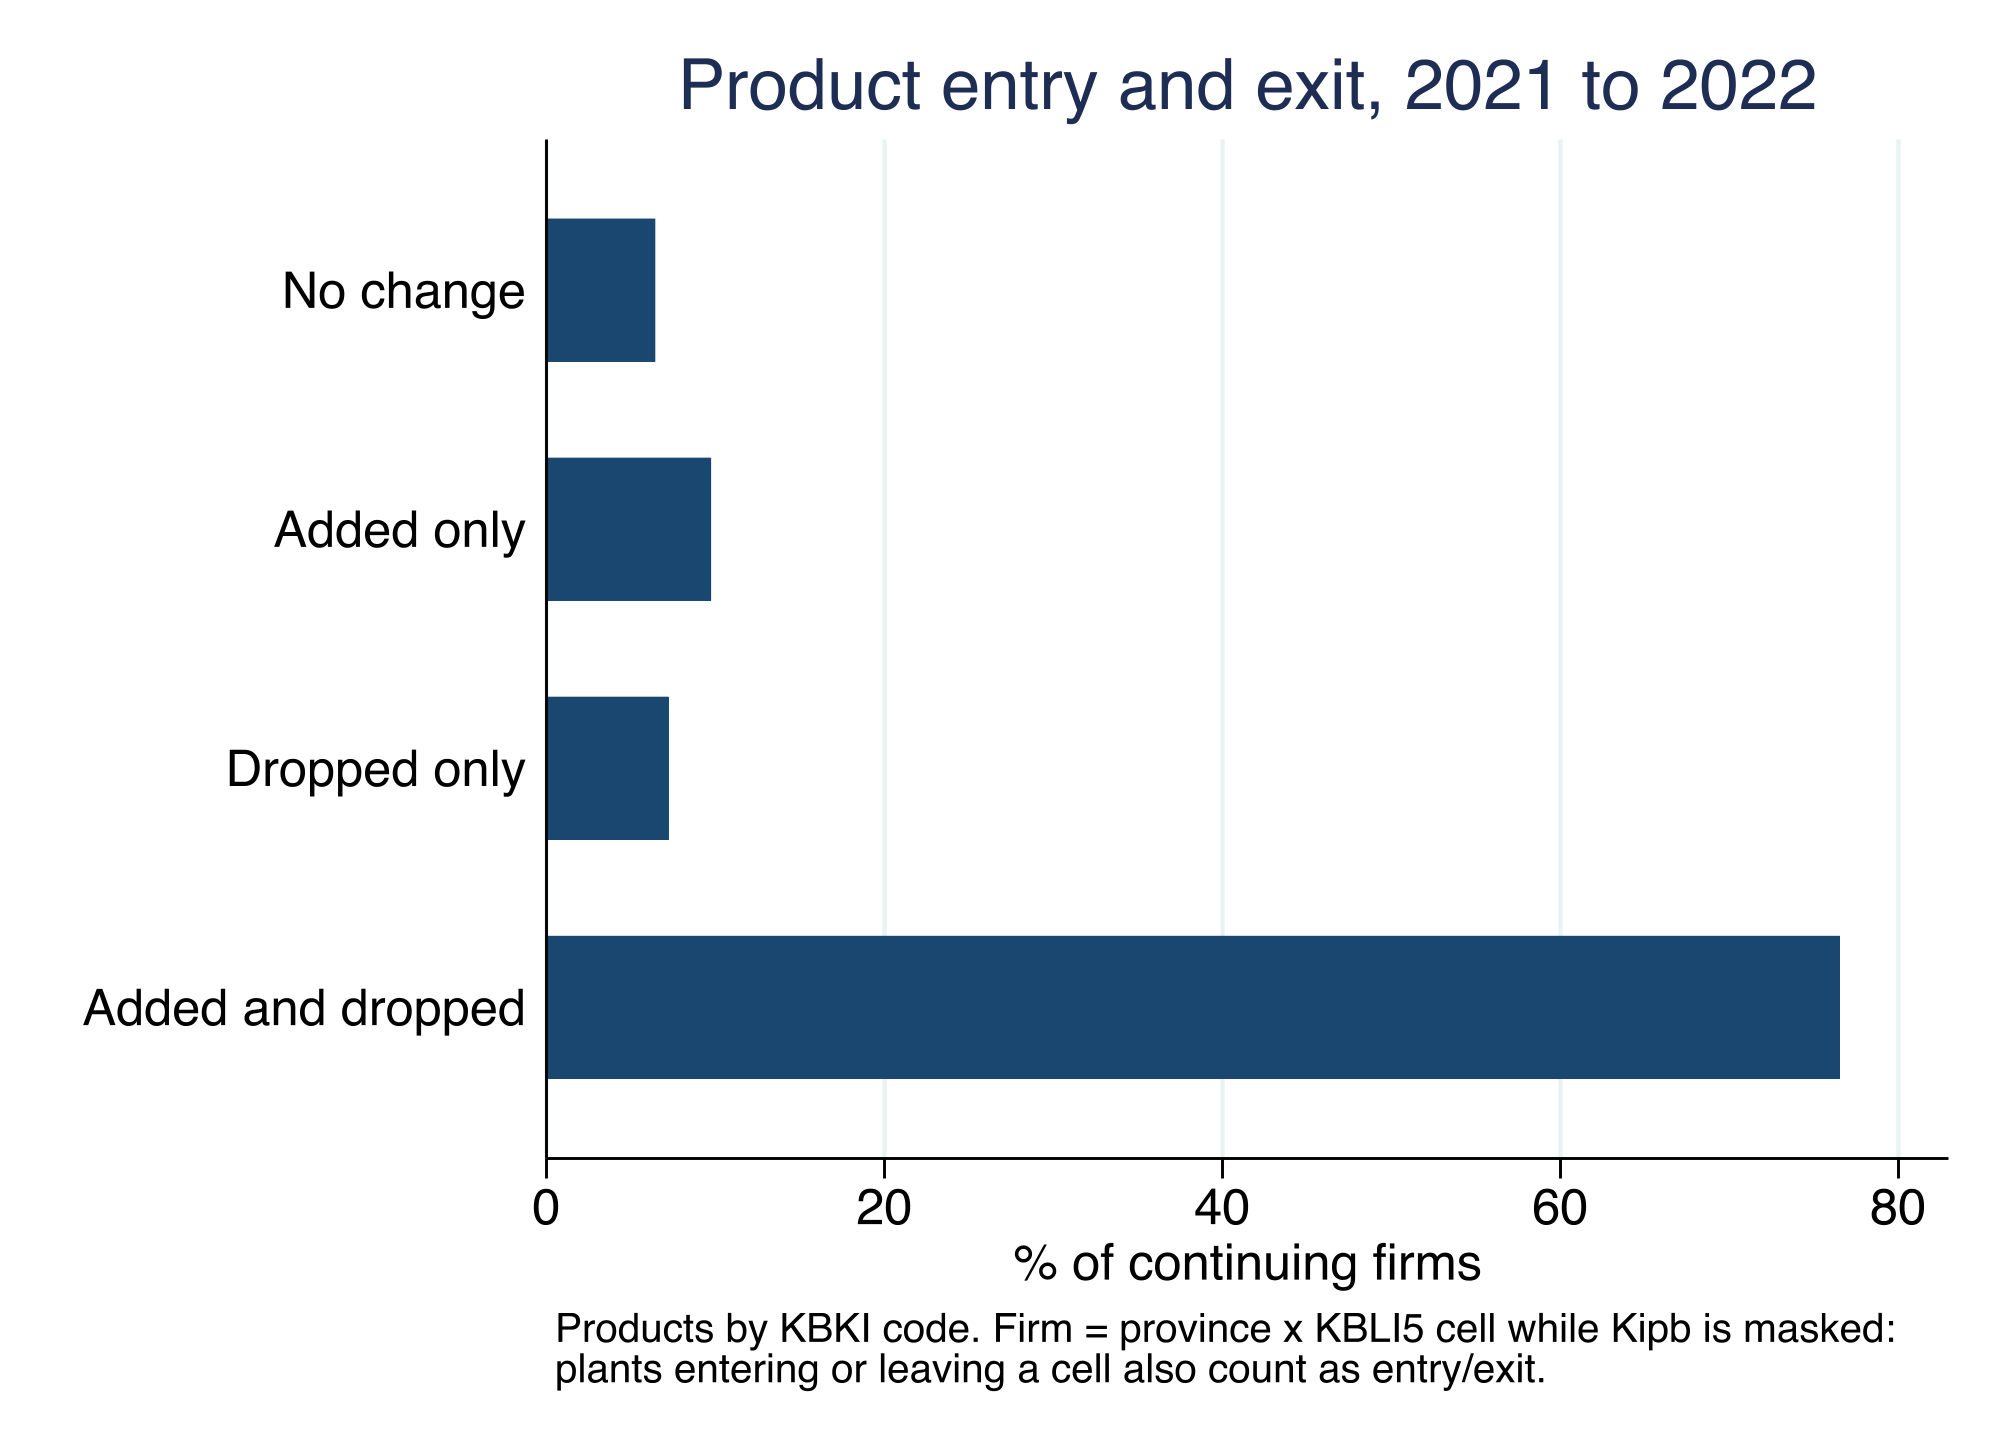 Product entry and exit, 2021 to 2022
No change
Added only
Dropped only
Added and dropped
0 20 40 60 80
% of continuing firms
Products by KBKI code. Firm = province x KBLI5 cell while Kipb is masked:
plants entering or leaving a cell also count as entry/exit.